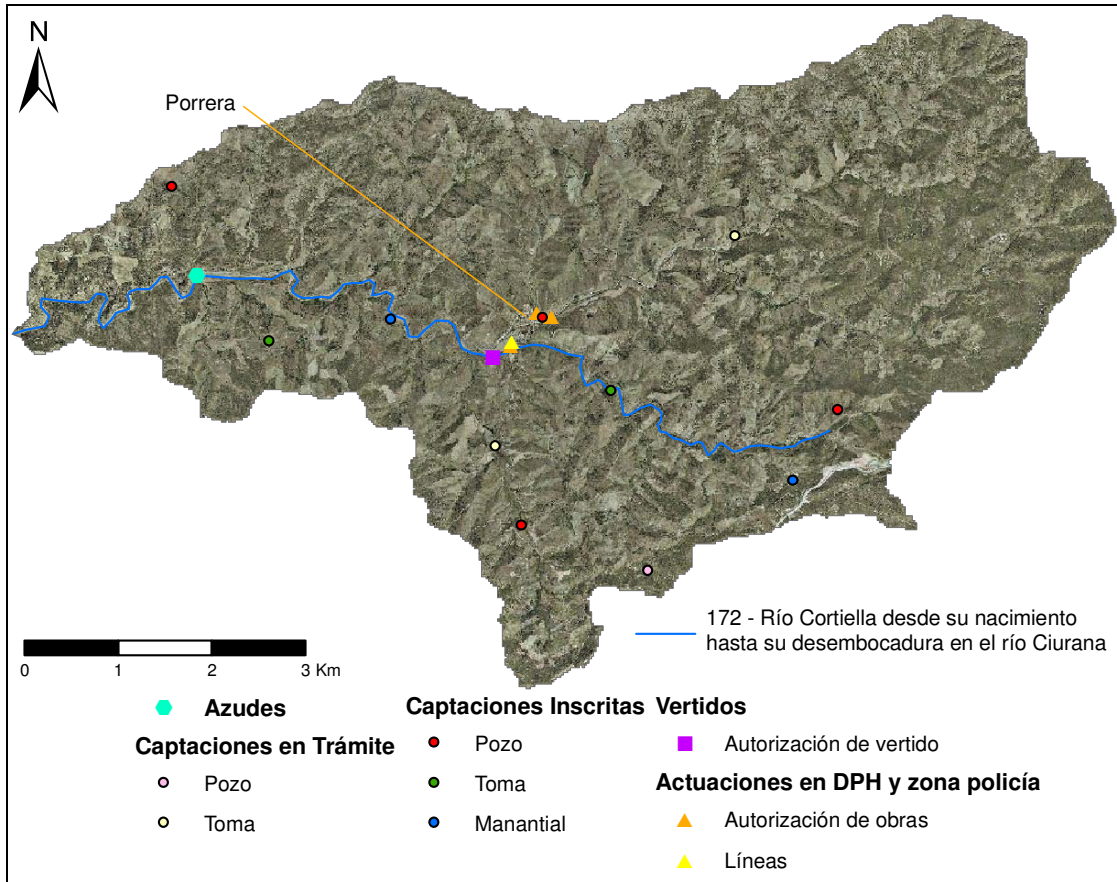 N
Porrera
172 - Río Cortiella desde su nacimiento
hasta su desembocadura en el río Ciurana
0 1 2 3 Km
Azudes
Captaciones en Trámite
Pozo
Toma
Captaciones Inscritas
Pozo
Toma
Manantial
Vertidos
Autorización de vertido
Actuaciones en DPH y zona policía
Autorización de obras
Líneas